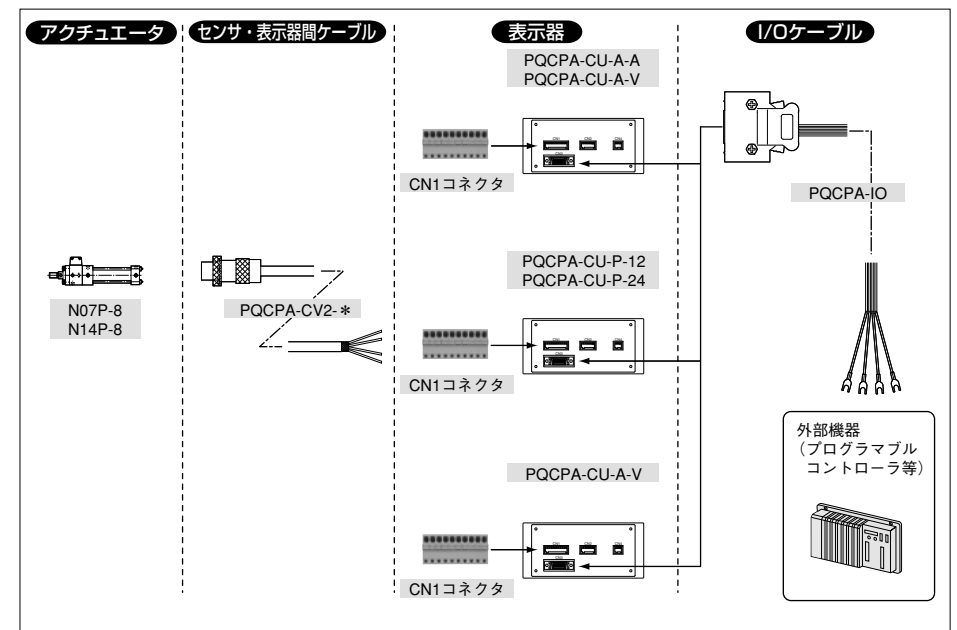 アクチュエータ
センサ・表示器間ケーブル
表示器
I/Oケーブル
PQCPA-CU-A-A
PQCPA-CU-A-V
CN1コネクタ
PQCPA-IO
N07P-8
N14P-8
PQCPA-CV2-＊
PQCPA-CU-P-12
PQCPA-CU-P-24
CN1コネクタ
外部機器
（プログラマブル
コントローラ等）
PQCPA-CU-A-V
CN1コネクタ